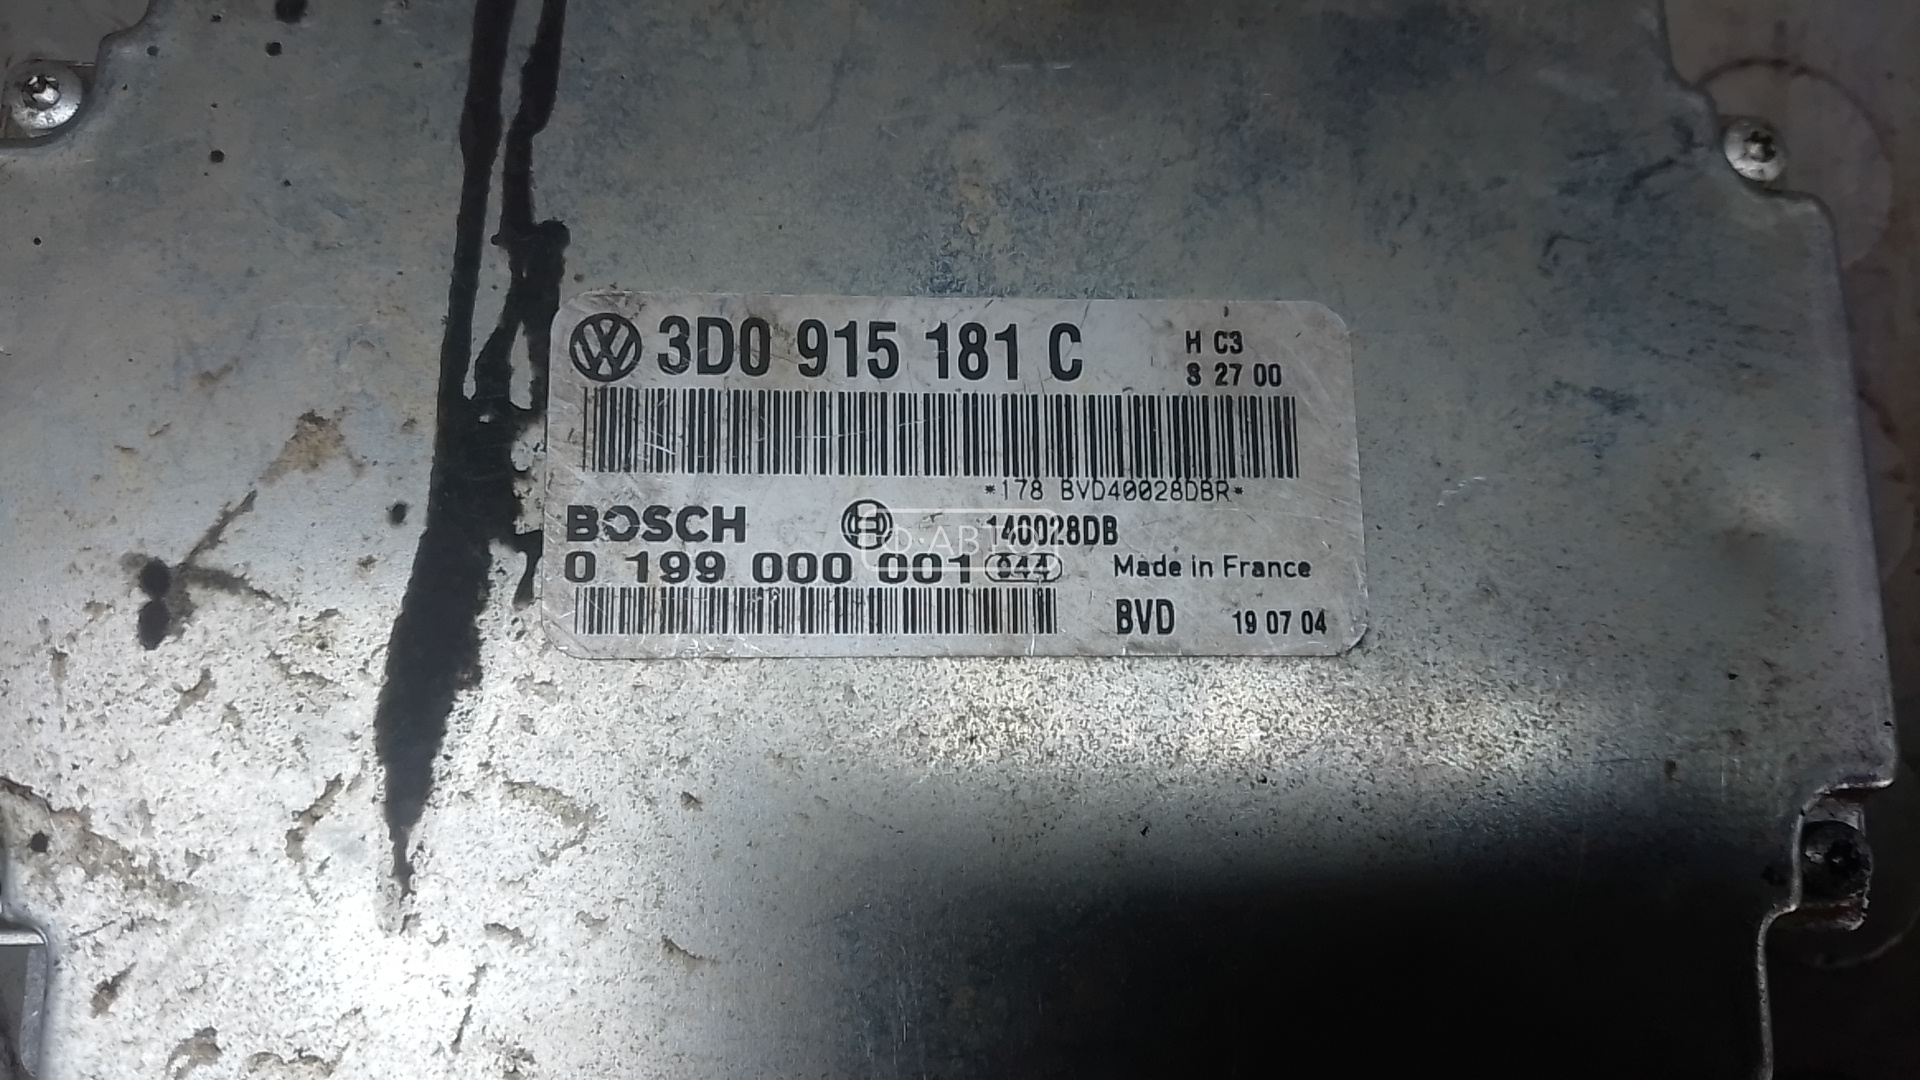 3D0 915 181 C
H C3
S 27 00
*178 BVD40028DBR*
BOSCH
140028DB
0 199 000 001 044
Made in France
BVD 19 07 04
D·АВТО